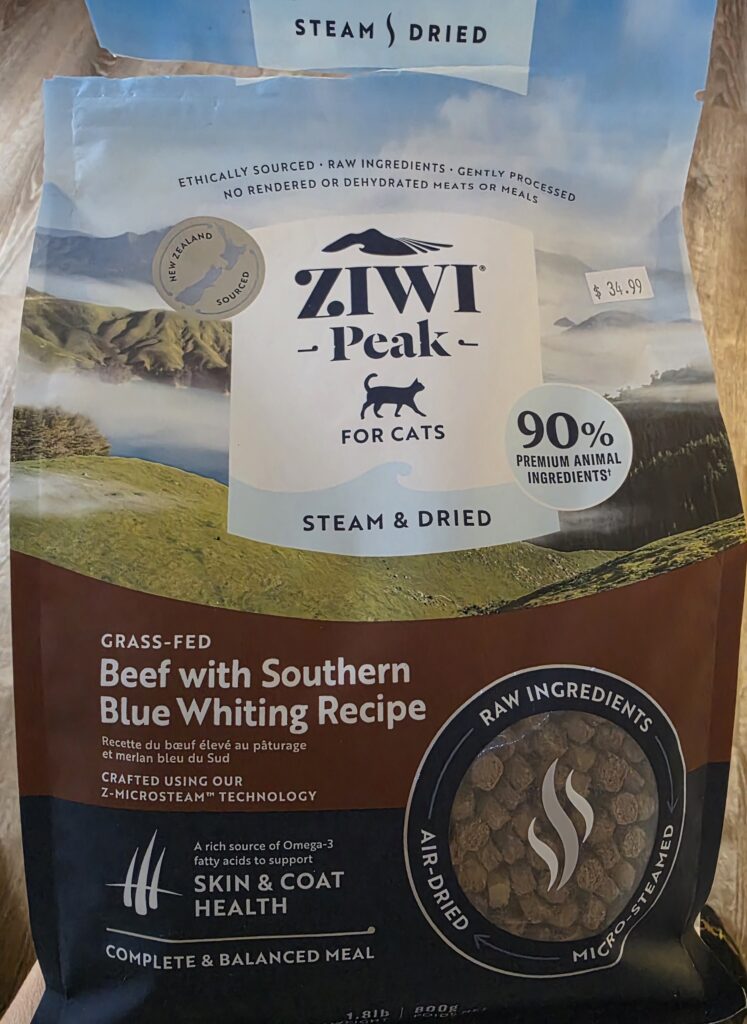 STEAM DRIED
ETHICALLY SOURCED · RAW INGREDIENTS · GENTLY PROCESSED
NO RENDERED OR DEHYDRATED MEATS OR MEALS
NEW ZEALAND
SOURCED
ZIWI®
- Peak -
FOR CATS
STEAM & DRIED
$ 34.99
90%
PREMIUM ANIMAL
INGREDIENTS†
GRASS-FED
Beef with Southern
Blue Whiting Recipe
Recette du bœuf élevé au pâturage
et merlan bleu du Sud
CRAFTED USING OUR
Z-MICROSTEAM™ TECHNOLOGY
A rich source of Omega-3
fatty acids to support
SKIN & COAT
HEALTH
COMPLETE & BALANCED MEAL
RAW INGREDIENTS
MICRO-STEAMED
AIR-DRIED
1.8lb | 800g